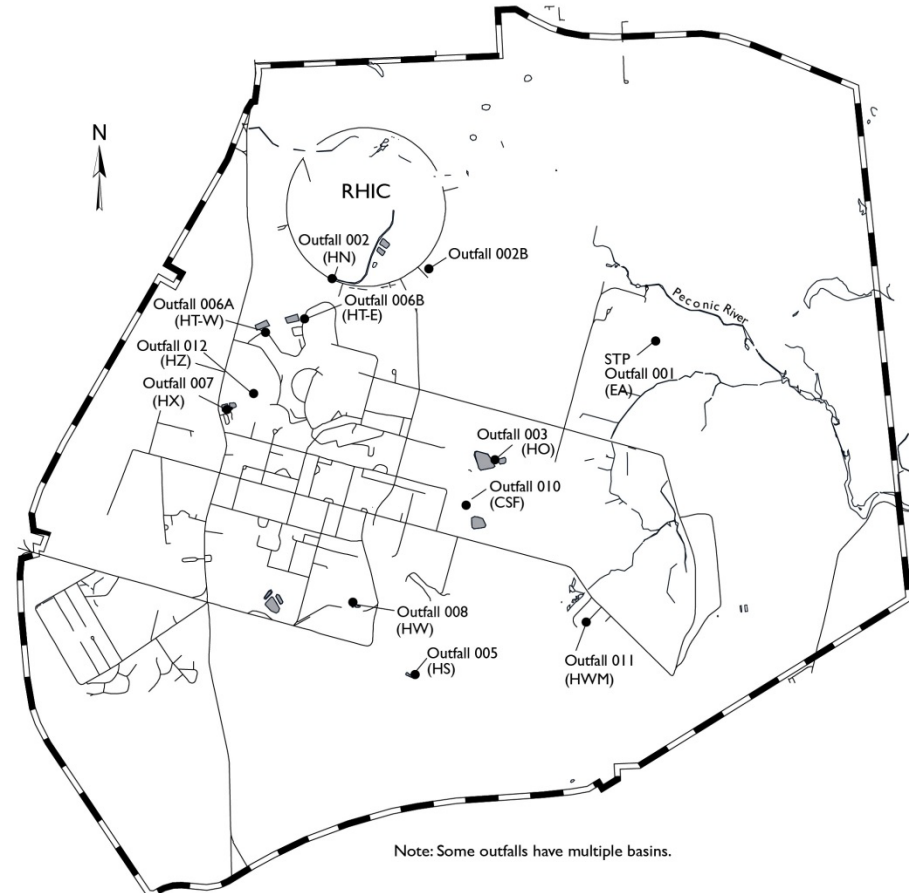 N
RHIC
Outfall 002
(HN)
Outfall 002B
Outfall 006A
(HT-W)
Outfall 006B
(HT-E)
Peconic River
Outfall 012
(HZ)
Outfall 007
(HX)
STP
Outfall 001
(EA)
Outfall 003
(HO)
Outfall 010
(CSF)
Outfall 008
(HW)
Outfall 005
(HS)
Outfall 011
(HWM)
Note: Some outfalls have multiple basins.